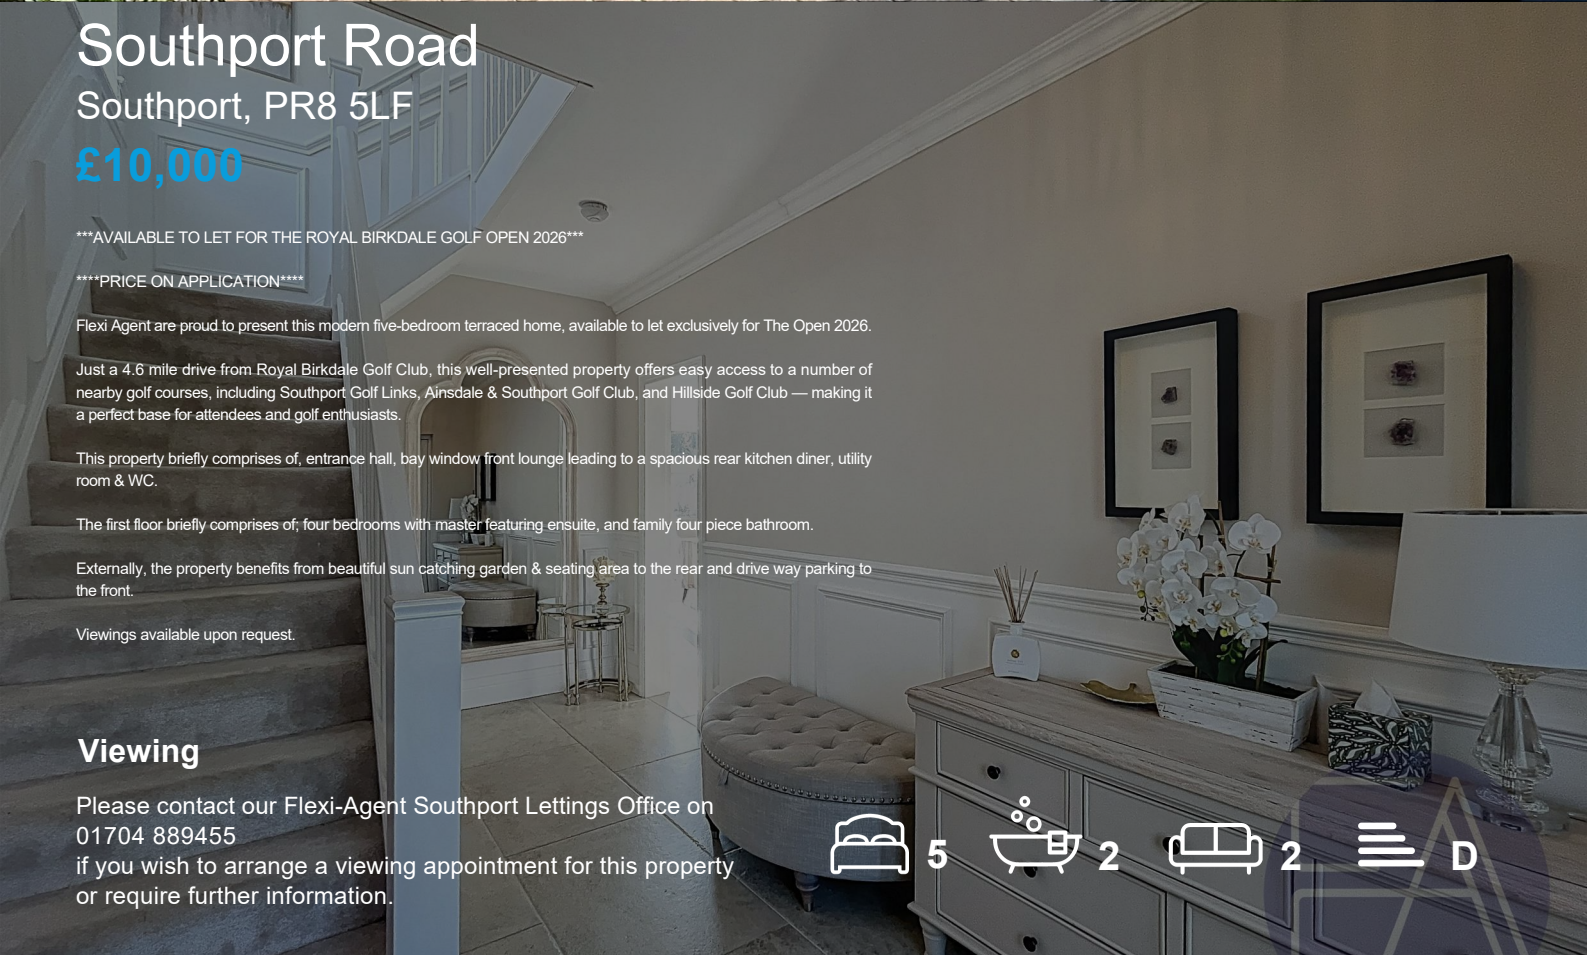 Southport Road
Southport, PR8 5LF
£10,000
***AVAILABLE TO LET FOR THE ROYAL BIRKDALE GOLF OPEN 2026***
****PRICE ON APPLICATION****
Flexi Agent are proud to present this modern five-bedroom terraced home, available to let exclusively for The Open 2026.
Just a 4.6 mile drive from Royal Birkdale Golf Club, this well-presented property offers easy access to a number of
nearby golf courses, including Southport Golf Links, Ainsdale & Southport Golf Club, and Hillside Golf Club — making it
a perfect base for attendees and golf enthusiasts.
This property briefly comprises of, entrance hall, bay window front lounge leading to a spacious rear kitchen diner, utility
room & WC.
The first floor briefly comprises of; four bedrooms with master featuring ensuite, and family four piece bathroom.
Externally, the property benefits from beautiful sun catching garden & seating area to the rear and drive way parking to
the front.
Viewings available upon request.
Viewing
Please contact our Flexi-Agent Southport Lettings Office on
01704 889455
if you wish to arrange a viewing appointment for this property
or require further information.
5 2 2 D